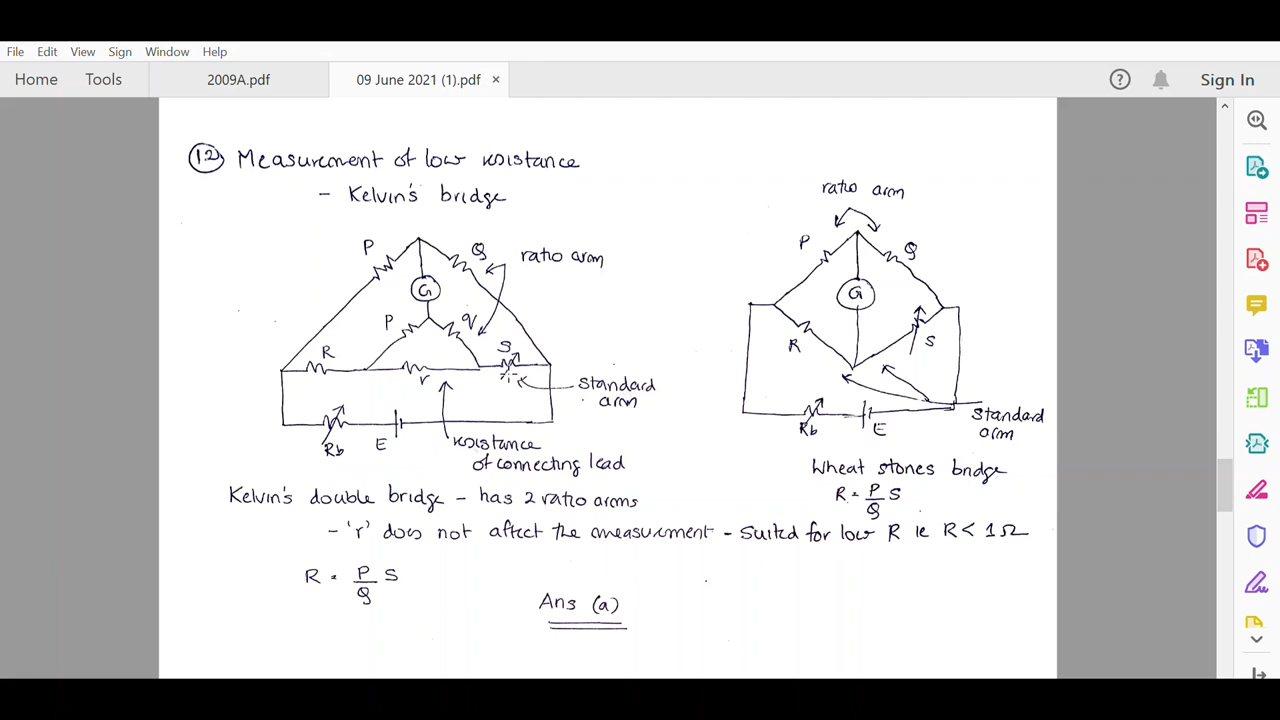 File Edit View Sign Window Help
Home Tools 2009A.pdf 09 June 2021 (1).pdf × Sign In
12 Measurement of low resistance
- Kelvin's bridge
P Q ratio arm
G
P q
R r S
standard arm
Rb E
resistance of connecting lead
ratio arm
P Q
G
R S
Rb E
standard arm
Wheat stones bridge
R = P/Q S
Kelvin's double bridge - has 2 ratio arms
- 'r' does not affect the measurement - suited for low R ie R < 1Ω
R = P/Q S
Ans (a)